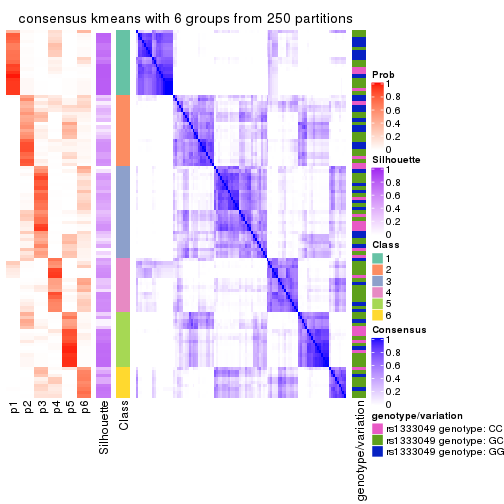 consensus kmeans with 6 groups from 250 partitions
Prob
1
0.8
0.6
0.4
0.2
0
Silhouette
1
0.8
0.6
0.4
0.2
0
Class
1
2
3
4
5
6
Consensus
1
0.8
0.6
0.4
0.2
0
genotype/variation
rs1333049 genotype: CC
rs1333049 genotype: GC
rs1333049 genotype: GG
p1
p2
p3
p4
p5
p6
Silhouette
Class
genotype/variation